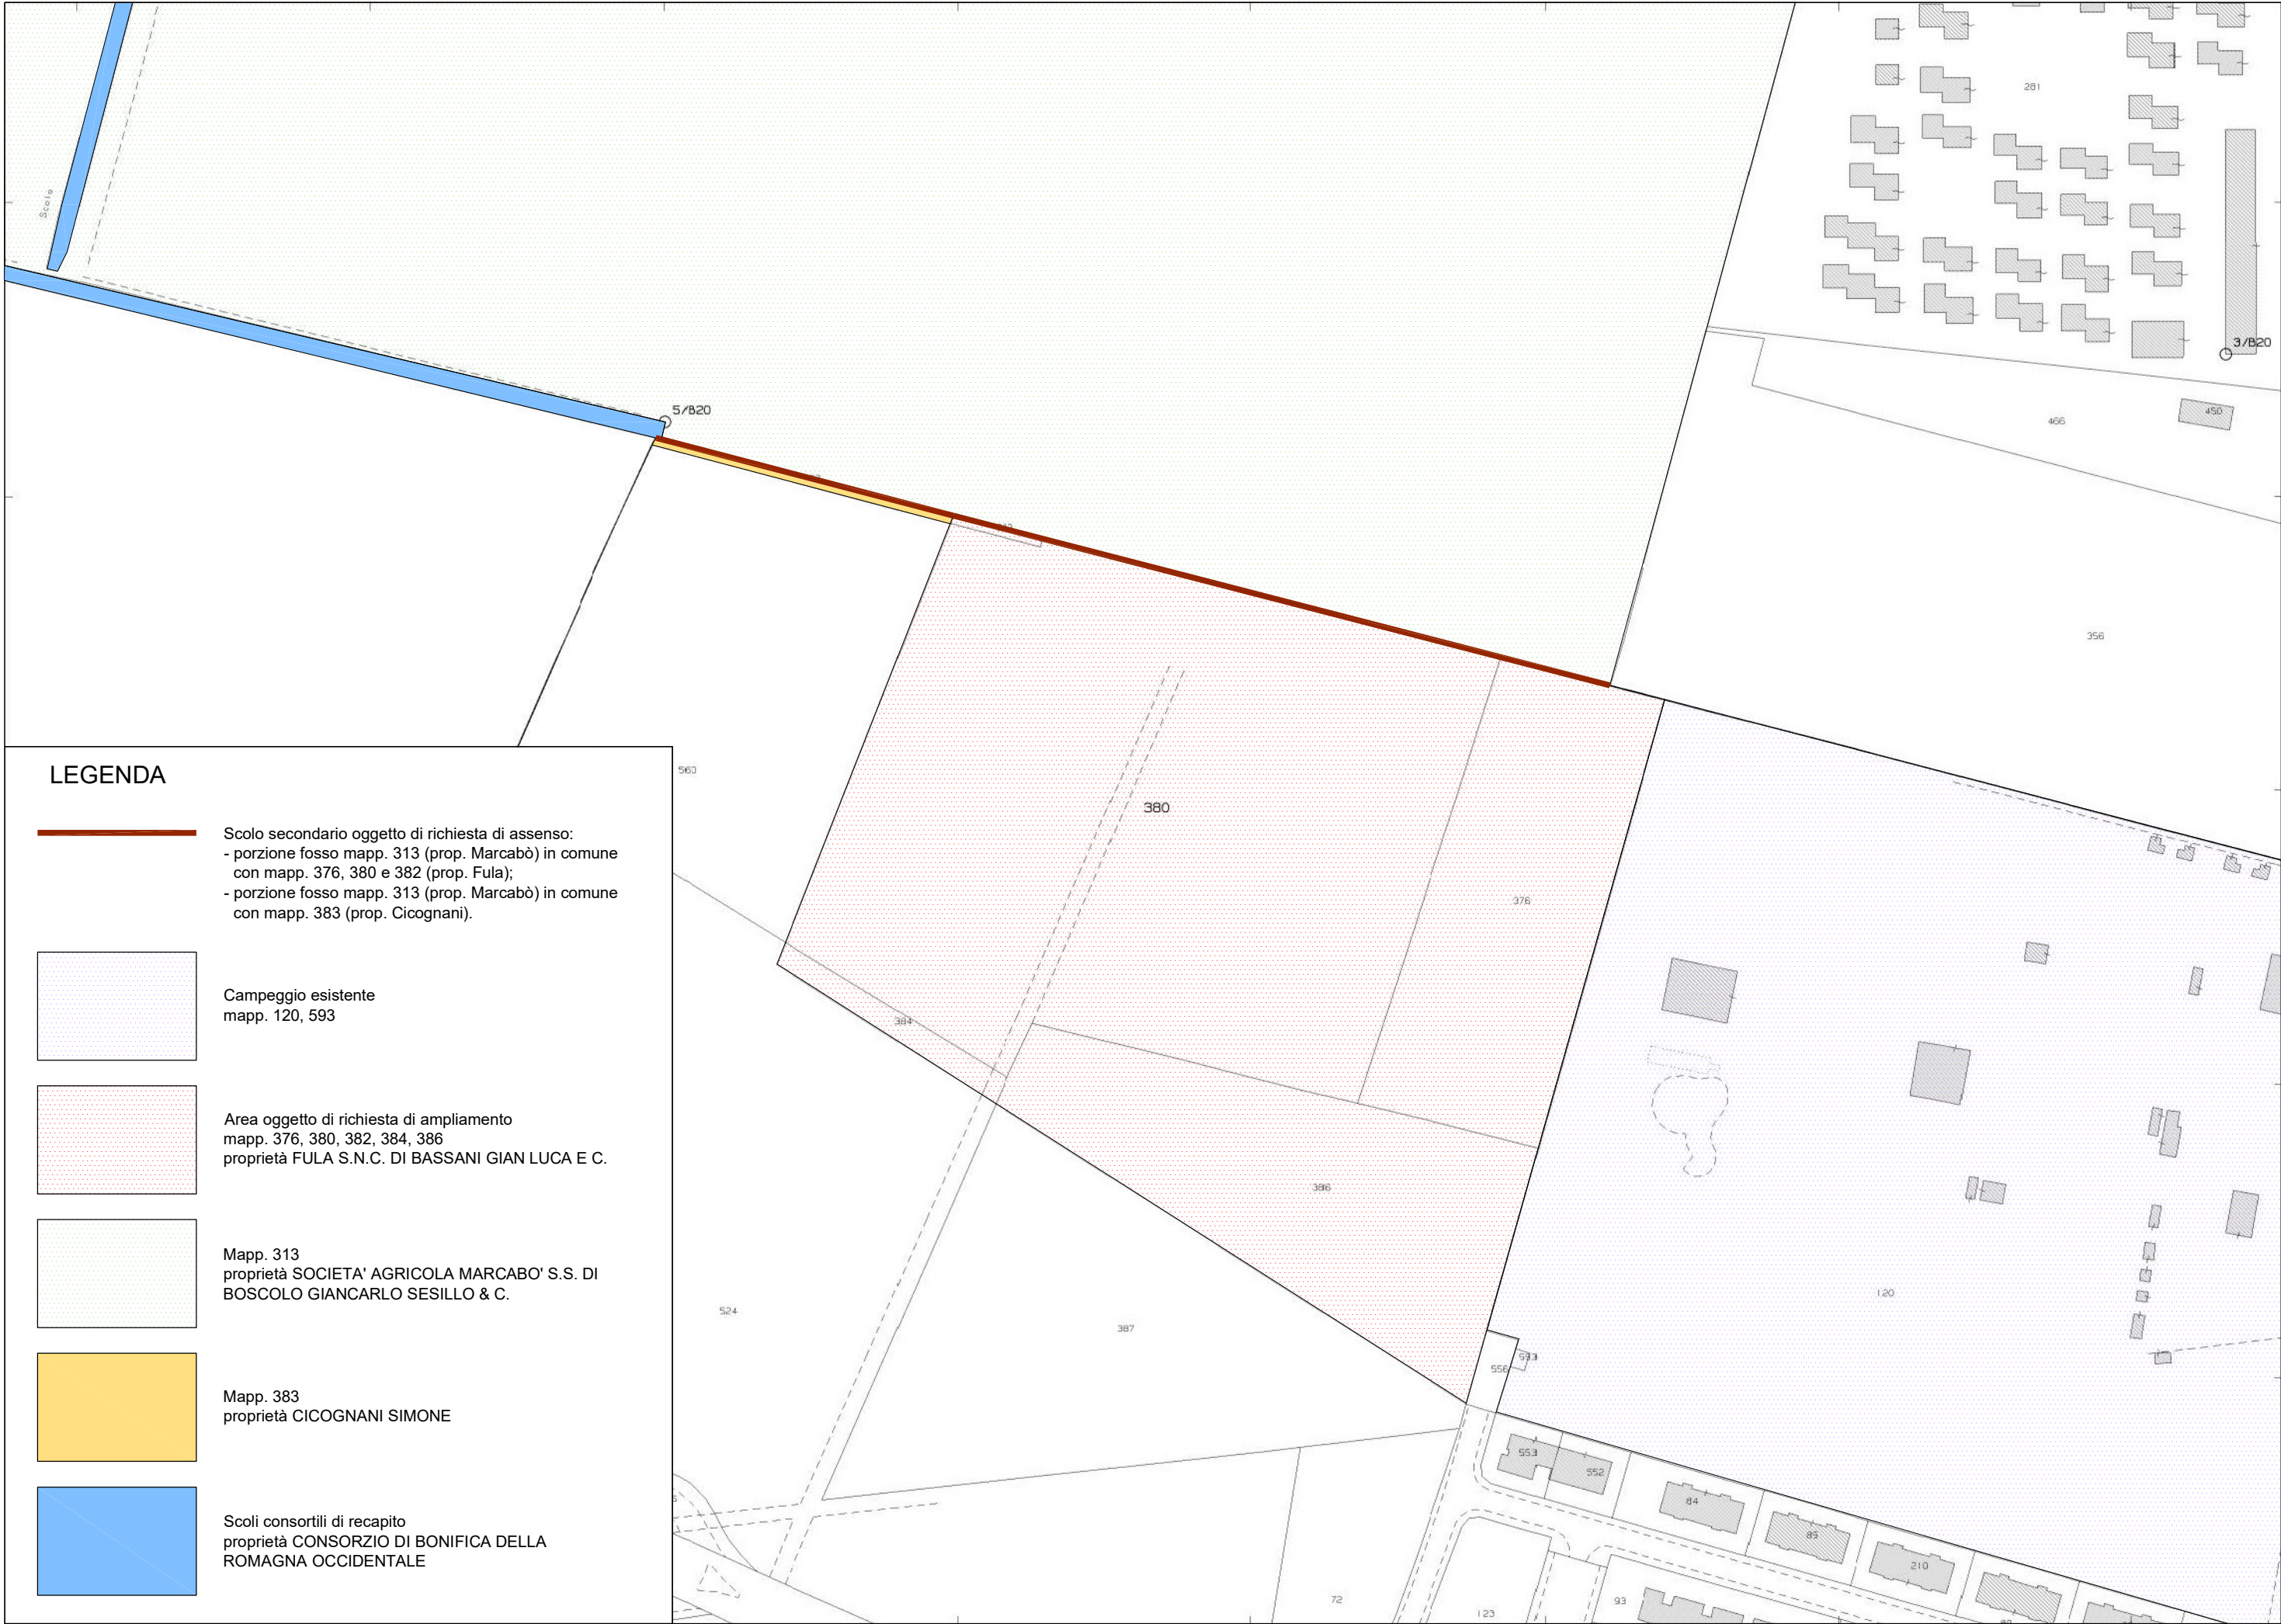 281
Scolo
3/B20
5/B20
450
466
356
560
380
376
384
386
120
524
387
593
556
553
552
84
85
210
72
123
93
LEGENDA
Scolo secondario oggetto di richiesta di assenso:
- porzione fosso mapp. 313 (prop. Marcabò) in comune
con mapp. 376, 380 e 382 (prop. Fula);
- porzione fosso mapp. 313 (prop. Marcabò) in comune
con mapp. 383 (prop. Cicognani).
Campeggio esistente
mapp. 120, 593
Area oggetto di richiesta di ampliamento
mapp. 376, 380, 382, 384, 386
proprietà FULA S.N.C. DI BASSANI GIAN LUCA E C.
Mapp. 313
proprietà SOCIETA' AGRICOLA MARCABO' S.S. DI
BOSCOLO GIANCARLO SESILLO & C.
Mapp. 383
proprietà CICOGNANI SIMONE
Scoli consortili di recapito
proprietà CONSORZIO DI BONIFICA DELLA
ROMAGNA OCCIDENTALE